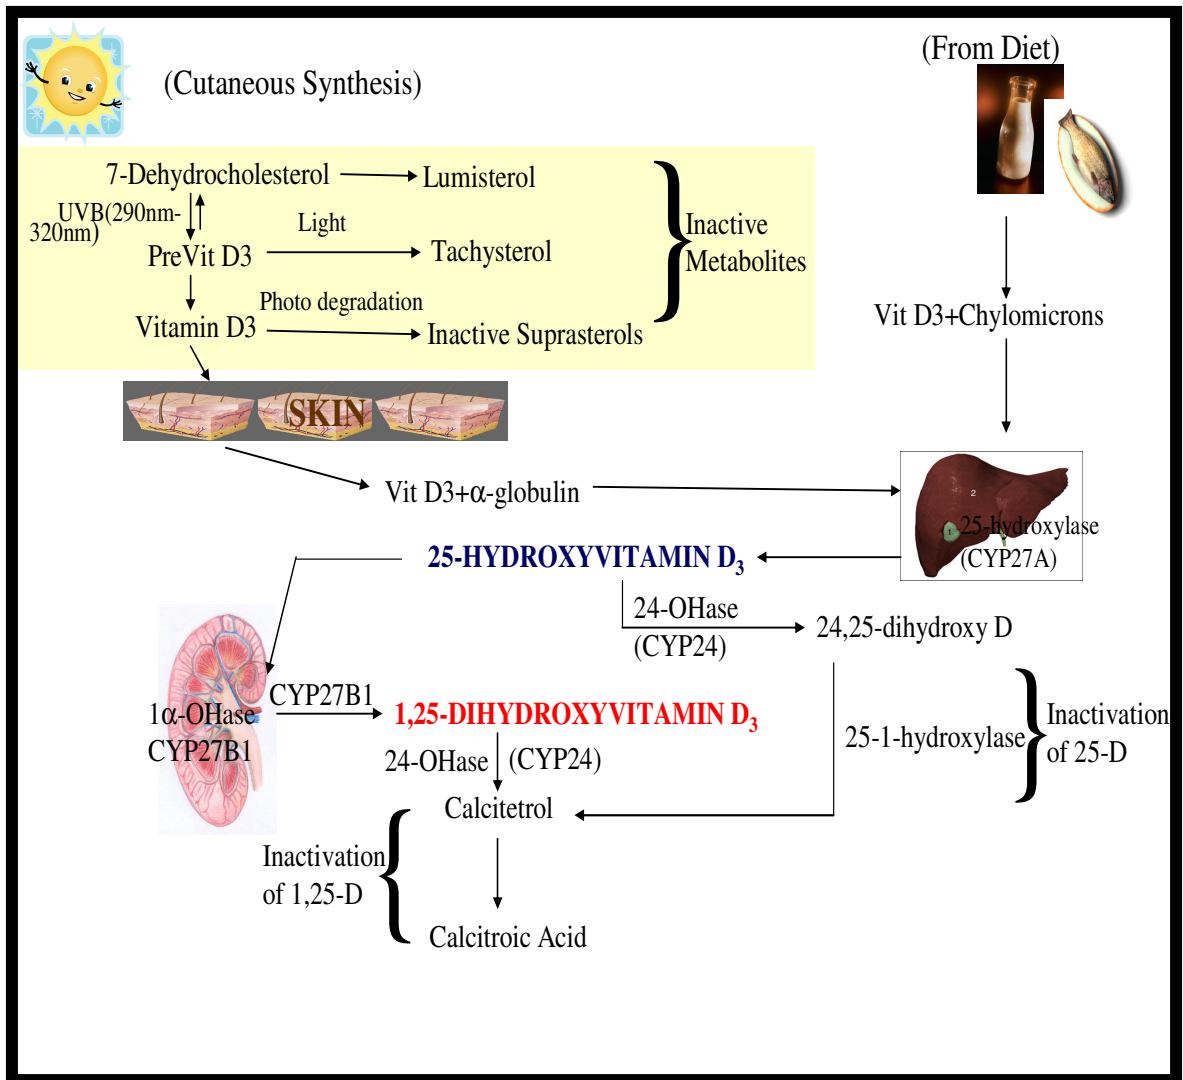 (From Diet)
(Cutaneous Synthesis)
7-Dehydrocholesterol
Lumisterol
UVB(290nm-
320nm)
Light
PreVit D3
Tachysterol
Inactive
Metabolites
Photo degradation
Vitamin D3
Inactive Suprasterols
Vit D3+Chylomicrons
SKIN
Vit D3+α-globulin
2
1
25-hydroxylase
(CYP27A)
25-HYDROXYVITAMIN D3
24-OHase
(CYP24)
24,25-dihydroxy D
CYP27B1
1α-OHase
CYP27B1
1,25-DIHYDROXYVITAMIN D3
25-1-hydroxylase
Inactivation
of 25-D
24-OHase
(CYP24)
Calcitetrol
Inactivation
of 1,25-D
Calcitroic Acid